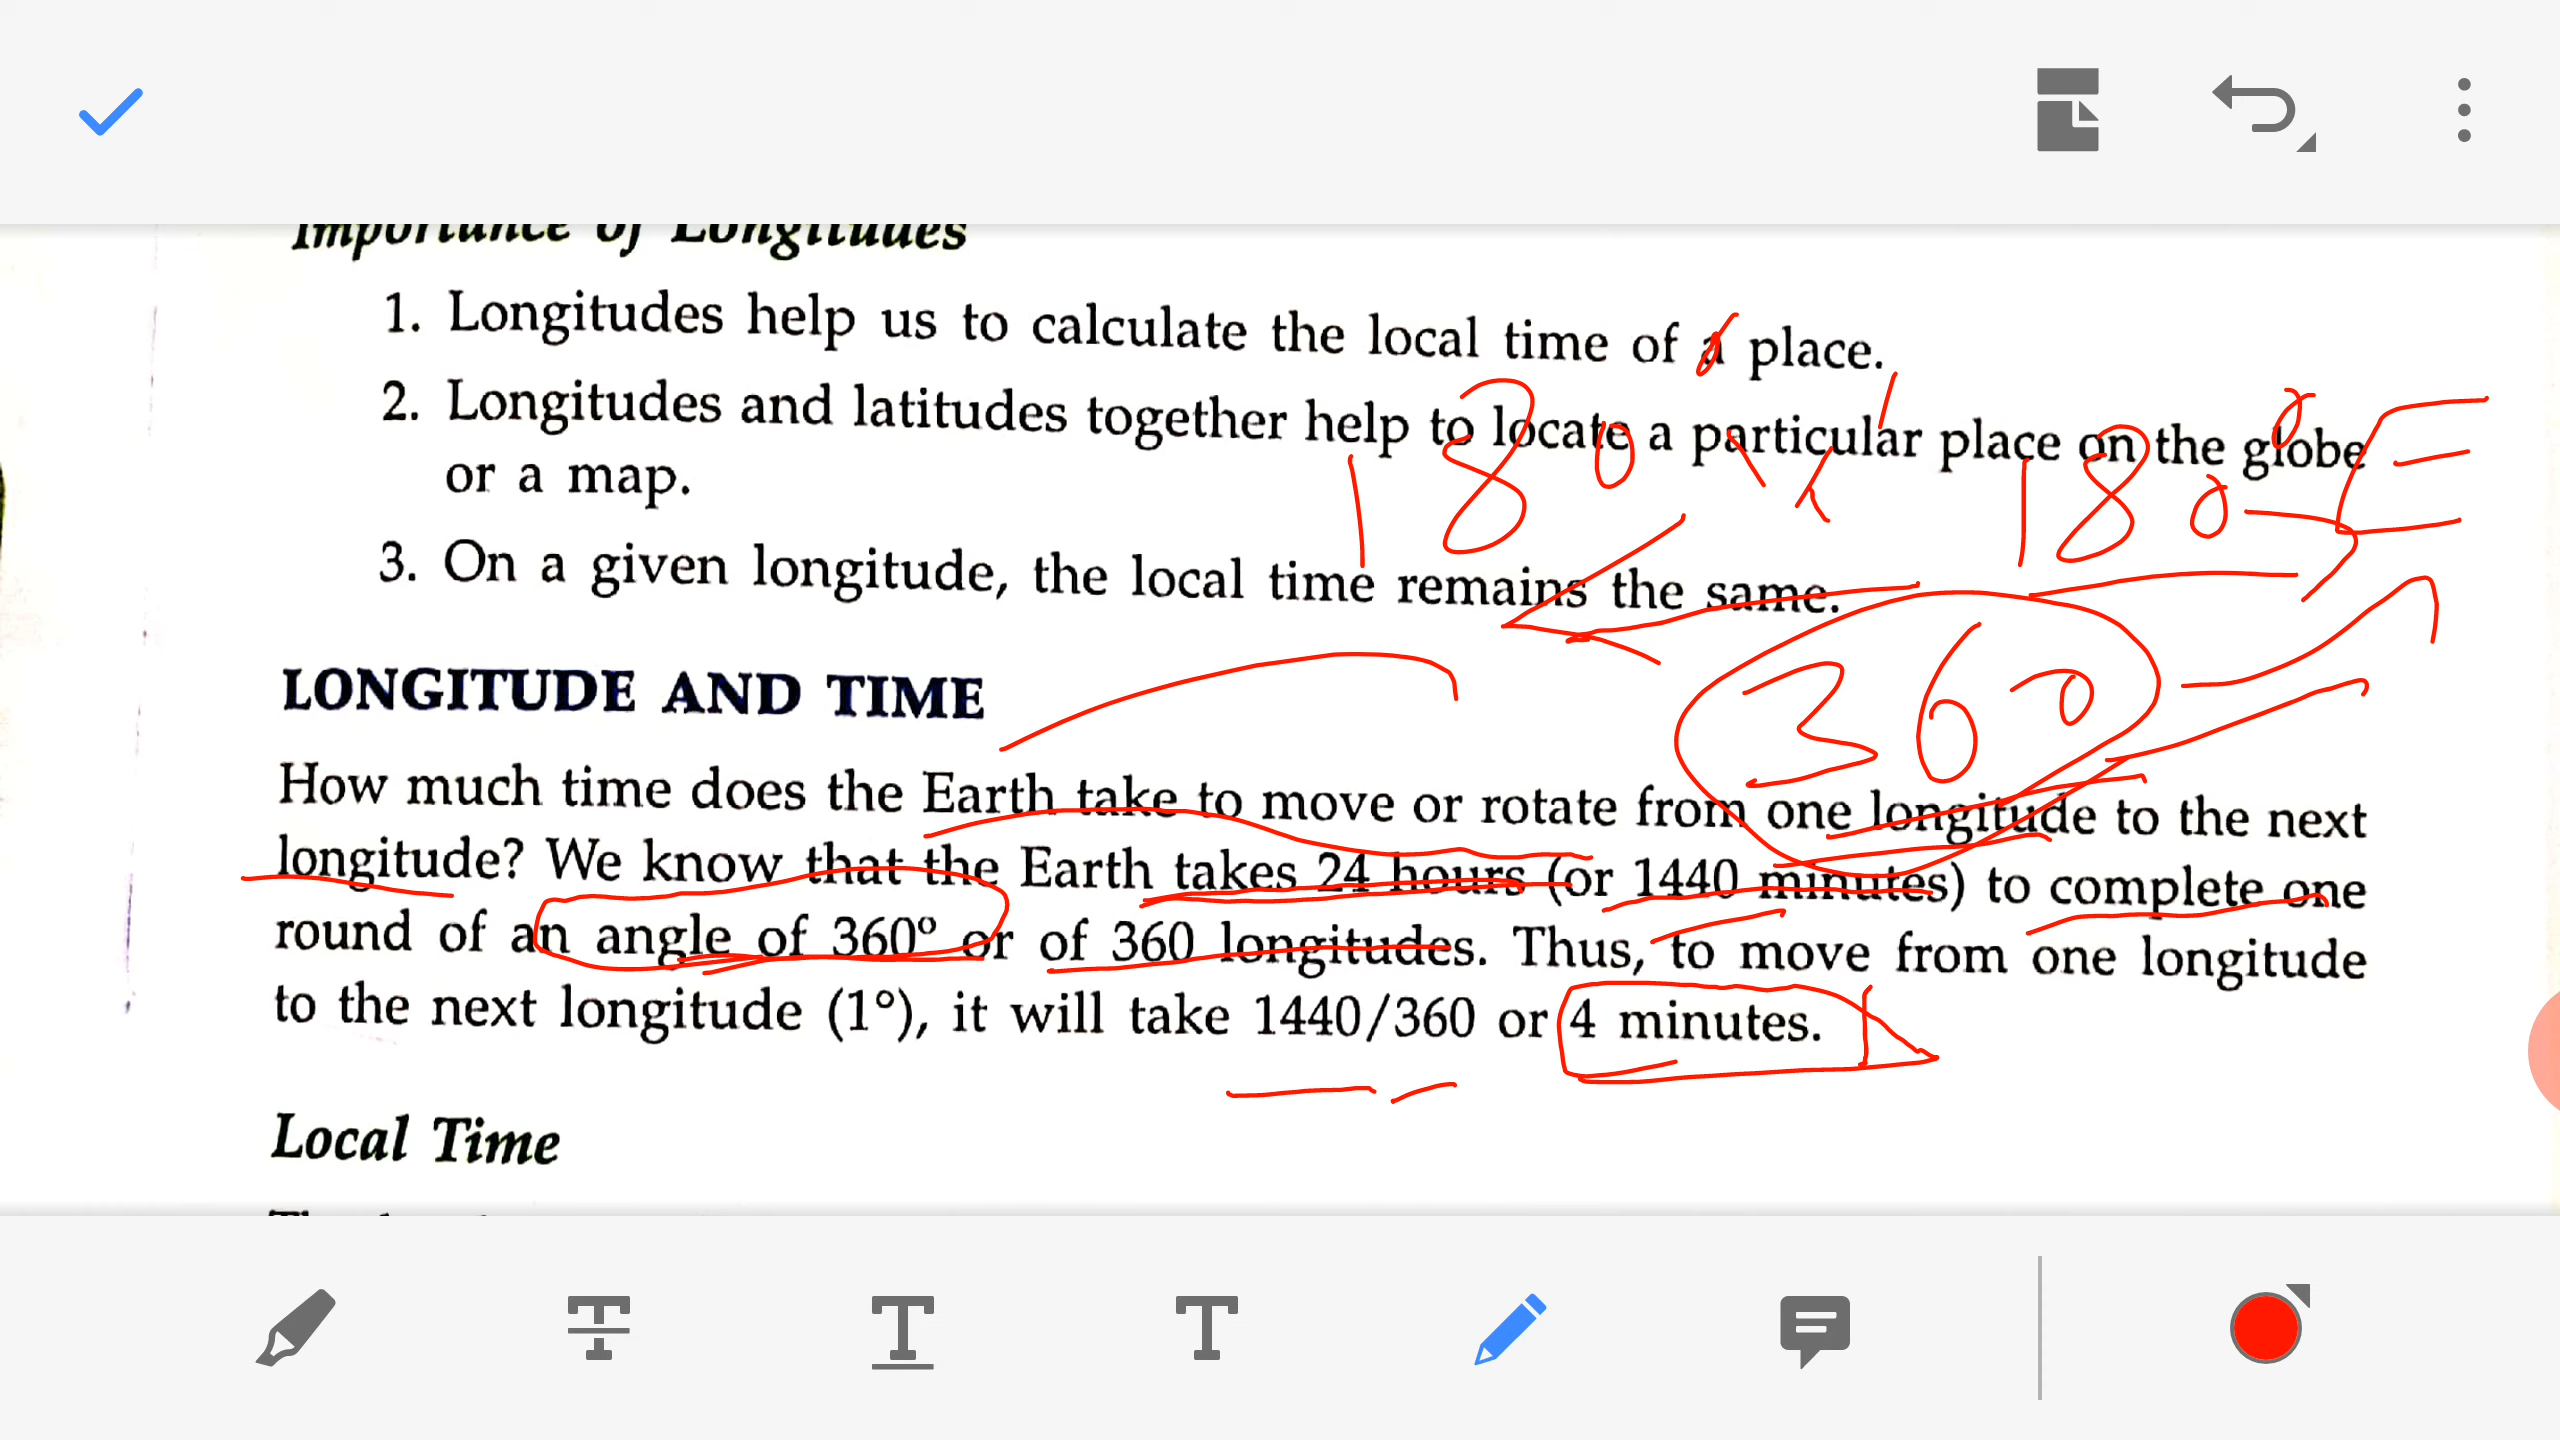 Importance of Longitudes
1. Longitudes help us to calculate the local time of a place.
2. Longitudes and latitudes together help to locate a particular place on the globe
or a map.
180
180° E
3. On a given longitude, the local time remains the same.
360
LONGITUDE AND TIME
How much time does the Earth take to move or rotate from one longitude to the next
longitude? We know that the Earth takes 24 hours (or 1440 minutes) to complete one
round of an angle of 360° or of 360 longitudes. Thus, to move from one longitude
to the next longitude (1°), it will take 1440/360 or 4 minutes.
Local Time